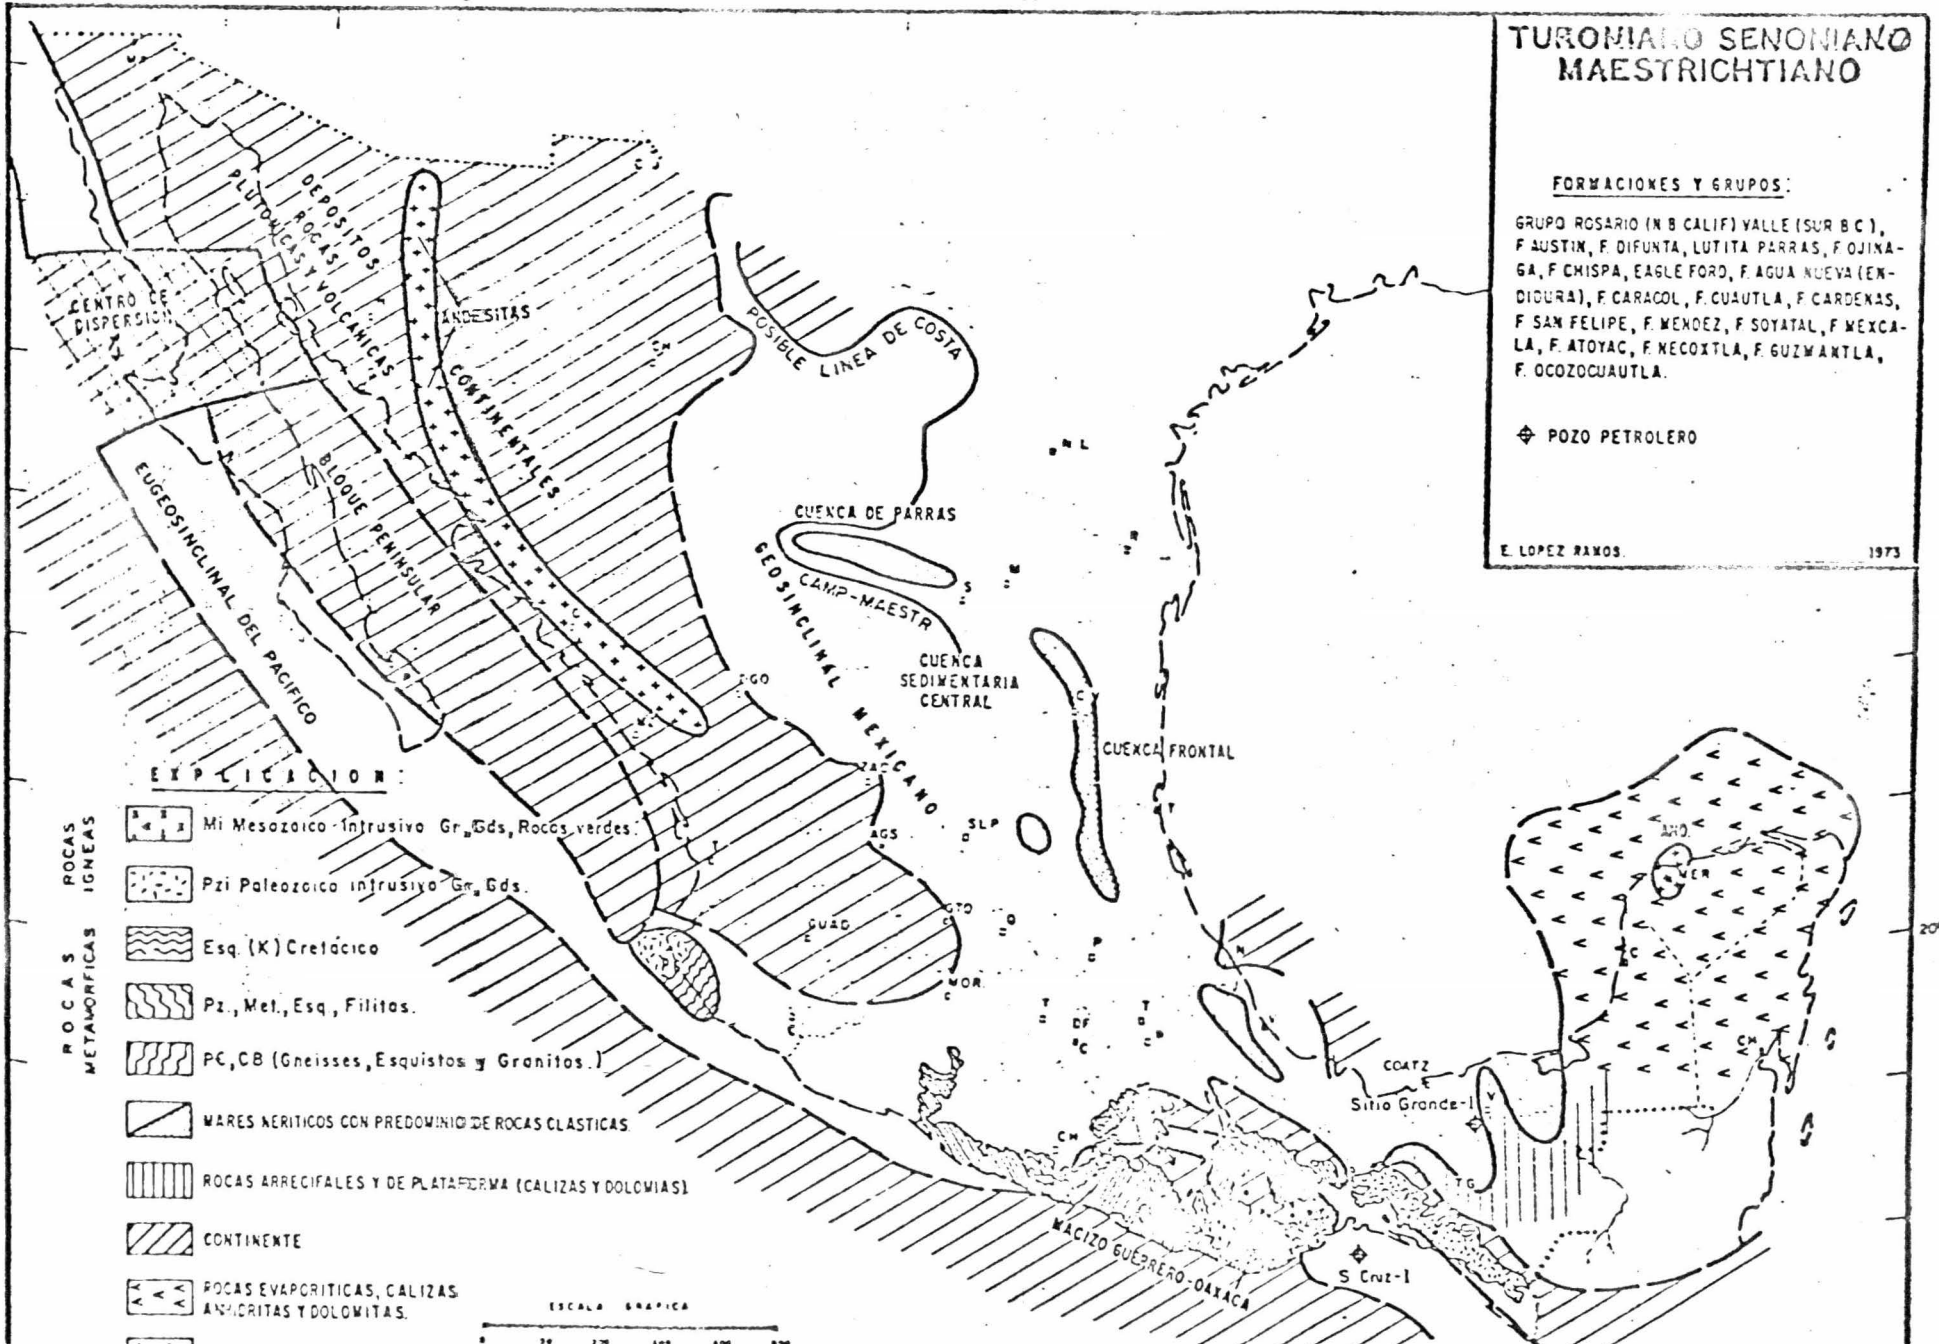 TURONIANO SENONIANO
MAESTRICHTIANO
FORMACIONES Y GRUPOS:
GRUPO ROSARIO (N B CALIF) VALLE (SUR B C),
F AUSTIN, F. DIFUNTA, LUTITA PARRAS, F. OJINA-
GA, F CHISPA, EAGLE FORD, F. AGUA NUEVA (EN-
DIDURA), F. CARACOL, F. CUAUTLA, F CARDENAS,
F SAN FELIPE, F. MENDEZ, F SOYATAL, F MEXCA-
LA, F. ATOYAC, F. NECOXTLA, F. GUZMANTLA,
F. OCOZOCUAUTLA.
POZO PETROLERO
E. LOPEZ RAMOS.
1973
DEPOSITOS
ROCAS
PLUTONICAS Y VOLCANICAS
CENTRO DE
DISPERSION
ANDESITAS
CONTINENTALES
CH
POSIBLE LINEA DE COSTA
N L
EUGEOSINCLINAL DEL PACIFICO
BLOQUE PENINSULAR
CUENCA DE PARRAS
CAMP-MAESTR
GEOSINCLINAL MEXICANO
R
M
S
CUENCA
SEDIMENTARIA
CENTRAL
C V
DGO
CUENCA FRONTAL
ZAC
T
AGS
SLP
T
GTO
Q
GUAD
P
MOR.
T
DF
C
T
P
N
V
AND.
MER
C
CH
20°
COATZ
Sitio Grande-1
V
T G
CH
MACIZO GUERRERO-OAXACA
S Cruz-1
EXPLICACION:
ROCAS
IGNEAS
Mi Mesozoico-Intrusivo Gr., Gds, Rocas verdes.
Pzi Paleozoico intrusivo Gr., Gds.
ROCAS
METAMORFICAS
Esq. (K) Cretácico
Pz., Met., Esq., Filitas.
PC, CB (Gneisses, Esquistos y Granitos.)
MARES NERITICOS CON PREDOMINIO DE ROCAS CLASTICAS.
ROCAS ARRECIFALES Y DE PLATAFORMA (CALIZAS Y DOLOMIAS)
CONTINENTE
ROCAS EVAPORITICAS, CALIZAS
ANHIDRITAS Y DOLOMITAS.
ESCALA GRAFICA